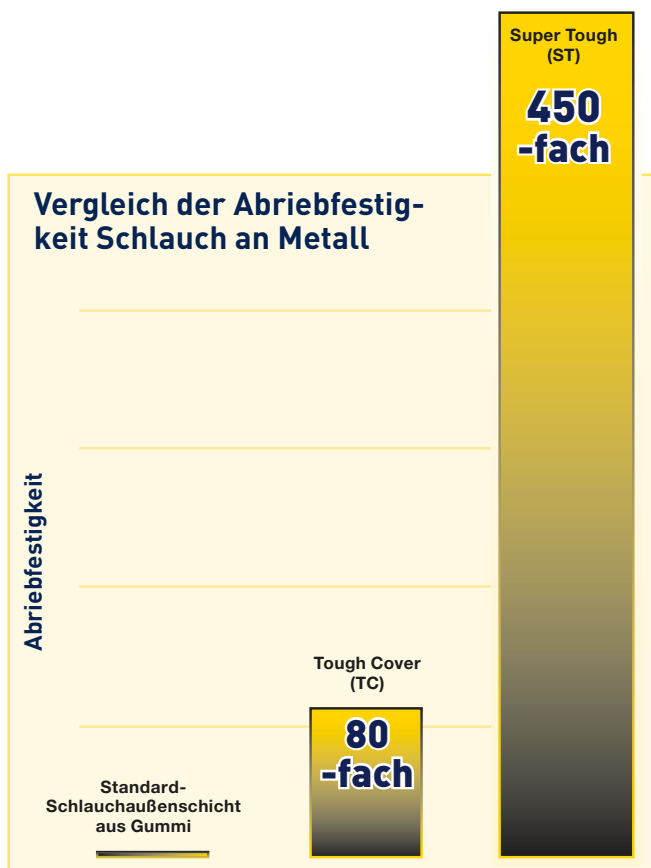 Super Tough
(ST)
450
-fach
Vergleich der Abriebfestig-
keit Schlauch an Metall
Abriebfestigkeit
Tough Cover
(TC)
80
-fach
Standard-
Schlauchaußenschicht
aus Gummi